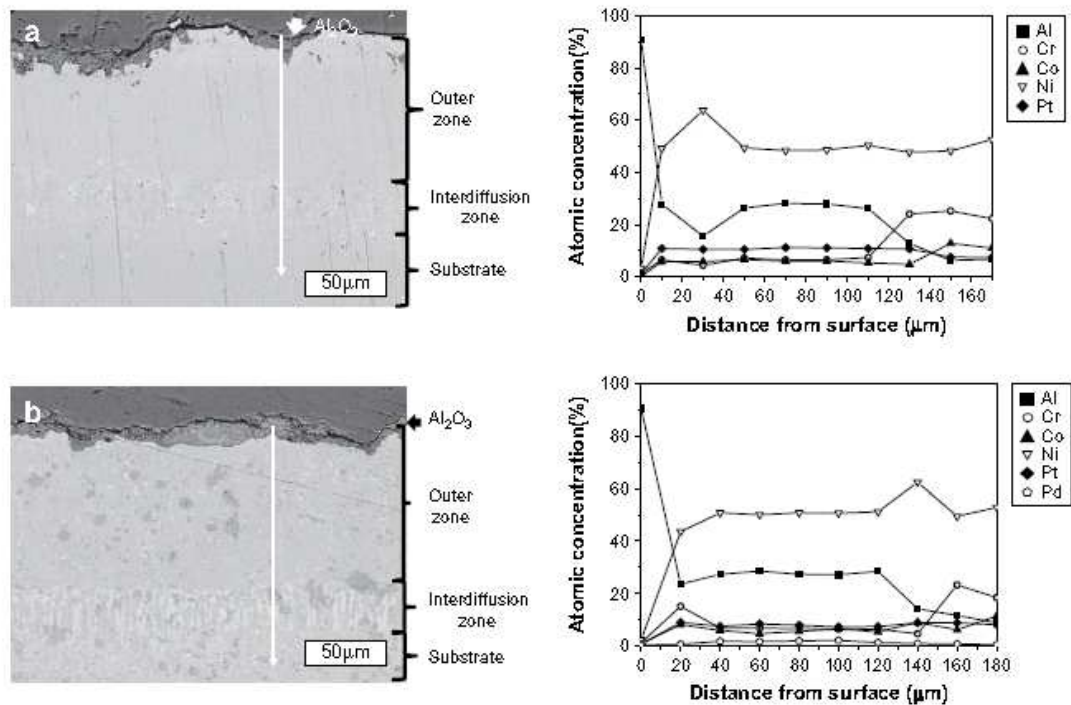 a
Al₂O₃
Outer
zone
Interdiffusion
zone
Substrate
50μm
Atomic concentration(%)
100
80
60
40
20
0
0 20 40 60 80 100 120 140 160
Distance from surface (μm)
Al
Cr
Co
Ni
Pt
b
Al₂O₃
Outer
zone
Interdiffusion
zone
Substrate
50μm
Atomic concentration(%)
100
80
60
40
20
0
0 20 40 60 80 100 120 140 160 180
Distance from surface (μm)
Al
Cr
Co
Ni
Pt
Pd